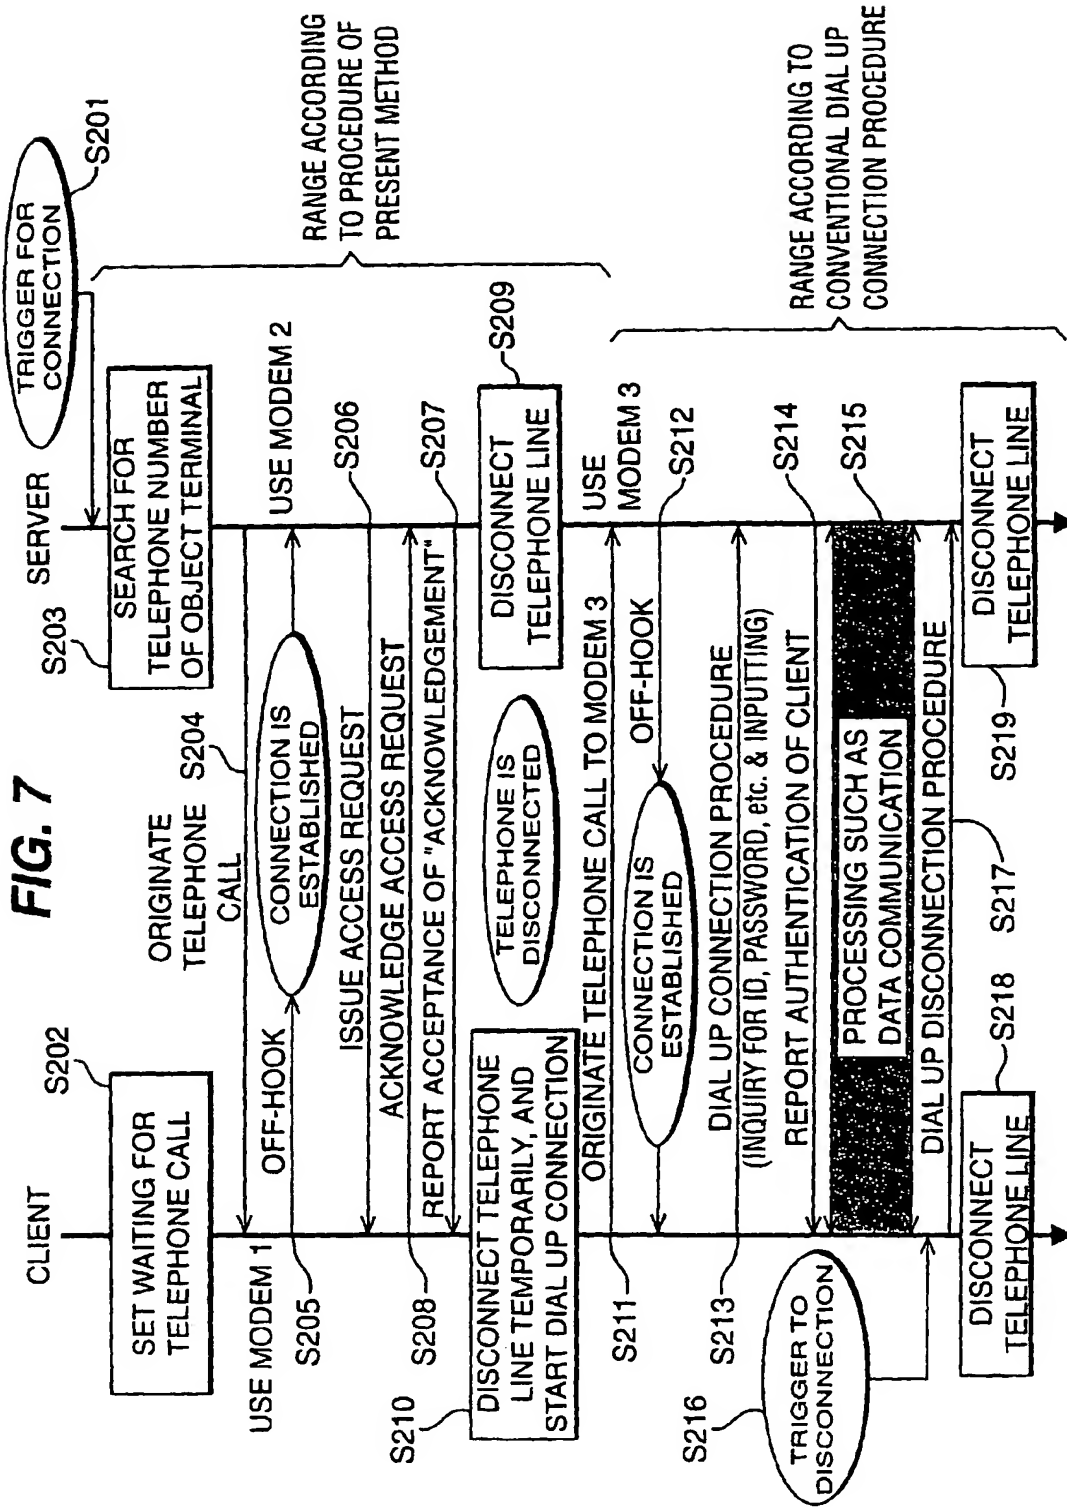 FIG. 7
CLIENT
SERVER
TRIGGER FOR
CONNECTION
S201
S202
SET WAITING FOR
TELEPHONE CALL
S203
SEARCH FOR
TELEPHONE NUMBER
OF OBJECT TERMINAL
ORIGINATE
TELEPHONE
CALL
S204
USE MODEM 1
OFF-HOOK
S205
CONNECTION IS
ESTABLISHED
USE MODEM 2
ISSUE ACCESS REQUEST
S206
ACKNOWLEDGE ACCESS REQUEST
S208
REPORT ACCEPTANCE OF "ACKNOWLEDGEMENT"
S207
RANGE ACCORDING
TO PROCEDURE OF
PRESENT METHOD
S210
DISCONNECT TELEPHONE
LINE TEMPORARILY, AND
START DIAL UP CONNECTION
TELEPHONE IS
DISCONNECTED
DISCONNECT
TELEPHONE LINE
S209
ORIGINATE TELEPHONE CALL TO MODEM 3
S211
USE
MODEM 3
CONNECTION IS
ESTABLISHED
OFF-HOOK
S212
DIAL UP CONNECTION PROCEDURE
(INQUIRY FOR ID, PASSWORD, etc. & INPUTTING)
S213
REPORT AUTHENTICATION OF CLIENT
S214
PROCESSING SUCH AS
DATA COMMUNICATION
S215
RANGE ACCORDING TO
CONVENTIONAL DIAL UP
CONNECTION PROCEDURE
S216
TRIGGER TO
DISCONNECTION
DIAL UP DISCONNECTION PROCEDURE
S217
DISCONNECT
TELEPHONE LINE
S218
S219
DISCONNECT
TELEPHONE LINE